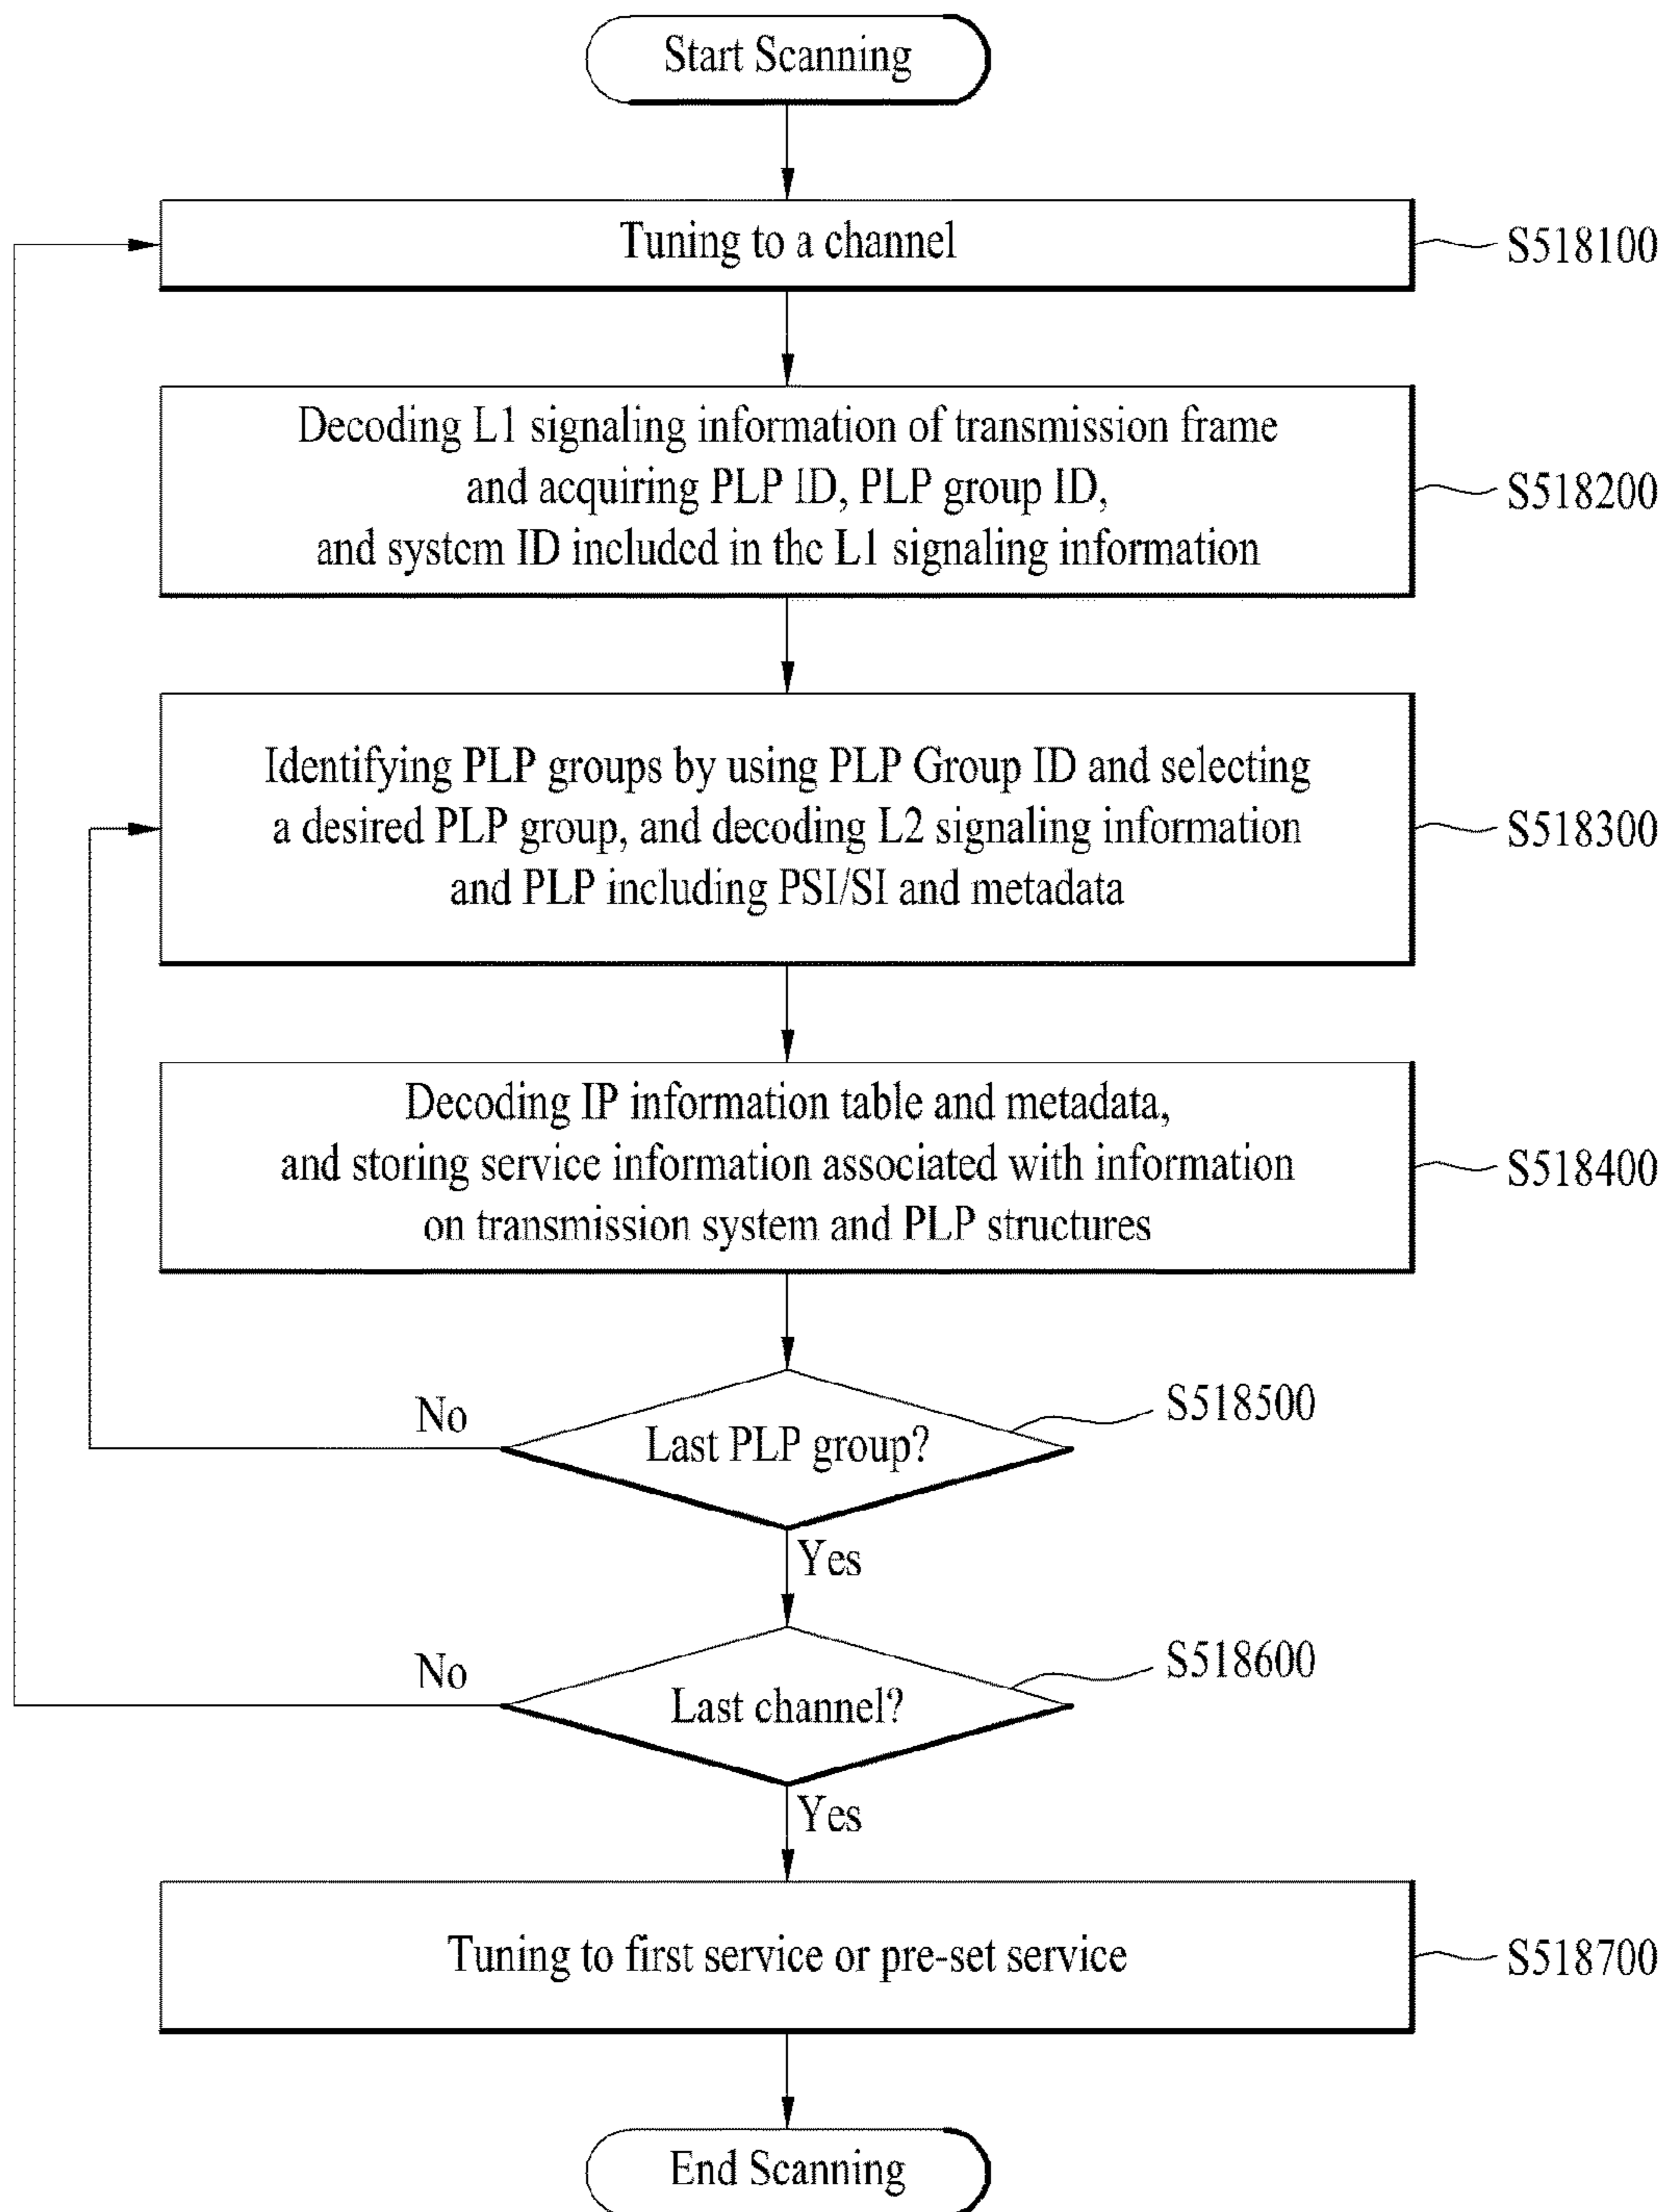 Start Scanning
Tuning to a channel
S518100
Decoding L1 signaling information of transmission frame
and acquiring PLP ID, PLP group ID,
and system ID included in the L1 signaling information
S518200
Identifying PLP groups by using PLP Group ID and selecting
a desired PLP group, and decoding L2 signaling information
and PLP including PSI/SI and metadata
S518300
Decoding IP information table and metadata,
and storing service information associated with information
on transmission system and PLP structures
S518400
No
Last PLP group?
S518500
Yes
No
Last channel?
S518600
Yes
Tuning to first service or pre-set service
S518700
End Scanning